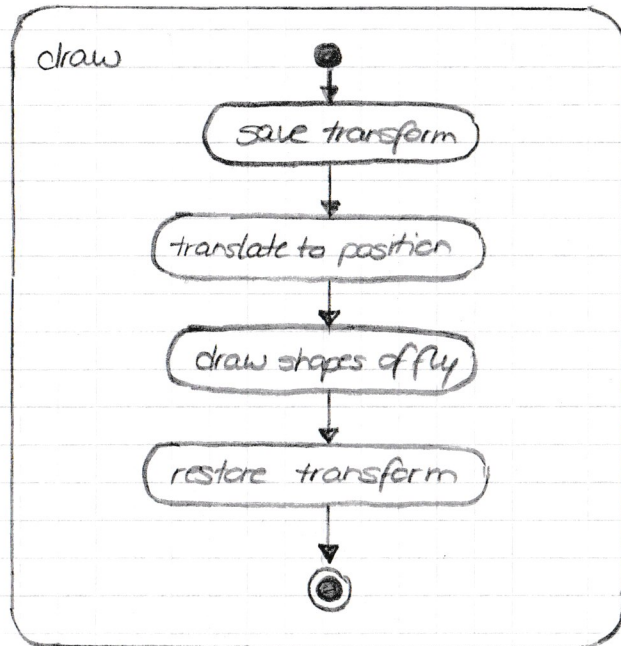 draw
save transform
translate to position
draw shapes of fly
restore transform